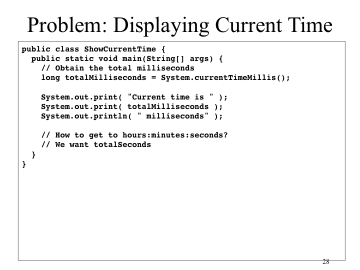 Problem: Displaying Current Time
public class ShowCurrentTime {
  public static void main(String[] args) {
    // Obtain the total milliseconds
    long totalMilliseconds = System.currentTimeMillis();

    System.out.print( "Current time is " );
    System.out.print( totalMilliseconds );
    System.out.println( " milliseconds" );

    // How to get to hours:minutes:seconds?
    // We want totalSeconds
  }
}
28